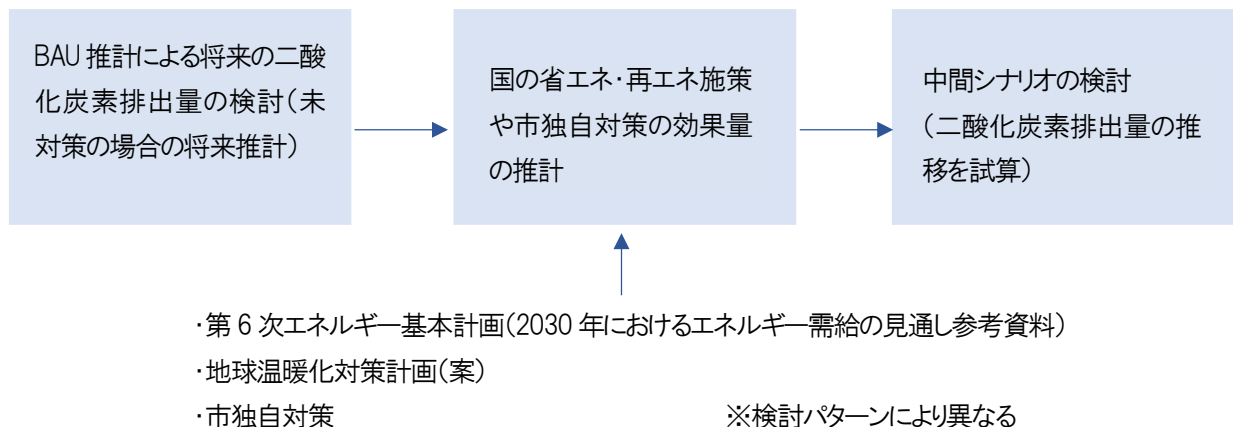 BAU 推計による将来の二酸
化炭素排出量の検討（未
対策の場合の将来推計）
国の省エネ・再エネ施策
や市独自対策の効果量
の推計
中間シナリオの検討
（二酸化炭素排出量の推
移を試算）
・第 6 次エネルギー基本計画（2030 年におけるエネルギー需給の見通し参考資料）
・地球温暖化対策計画（案）
・市独自対策 ※検討パターンにより異なる